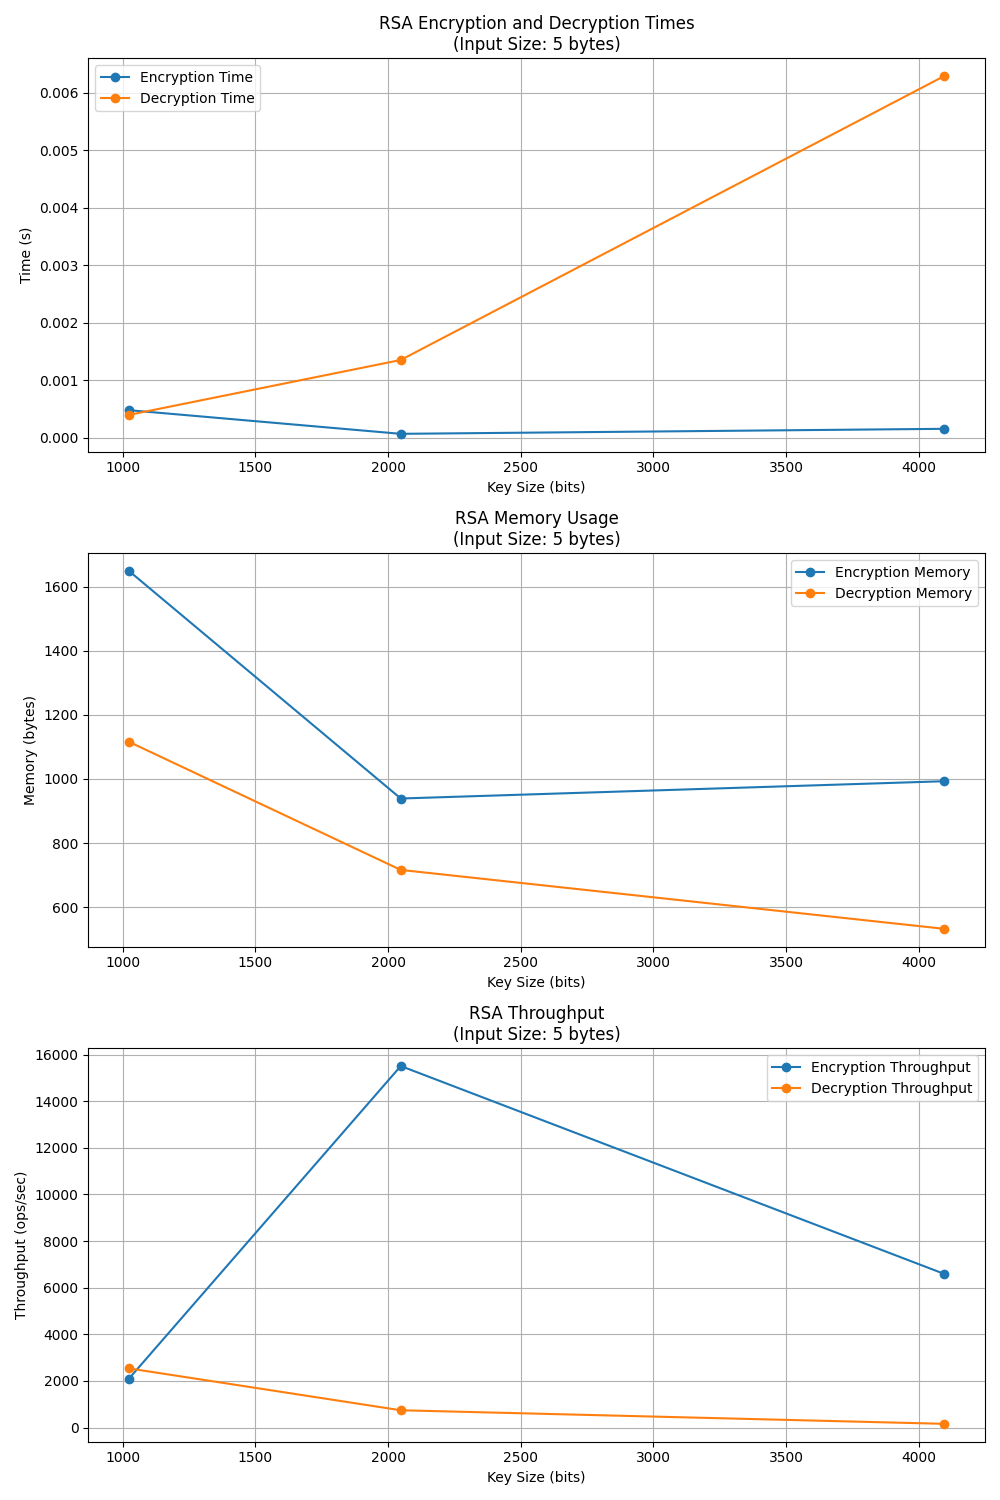 RSA Encryption and Decryption Times
(Input Size: 5 bytes)
Encryption Time
Decryption Time
0.006
0.005
0.004
0.003
0.002
0.001
0.000
Time (s)
1000 1500 2000 2500 3000 3500 4000
Key Size (bits)
RSA Memory Usage
(Input Size: 5 bytes)
Encryption Memory
Decryption Memory
1600
1400
1200
1000
800
600
Memory (bytes)
1000 1500 2000 2500 3000 3500 4000
Key Size (bits)
RSA Throughput
(Input Size: 5 bytes)
Encryption Throughput
Decryption Throughput
16000
14000
12000
10000
8000
6000
4000
2000
0
Throughput (ops/sec)
1000 1500 2000 2500 3000 3500 4000
Key Size (bits)